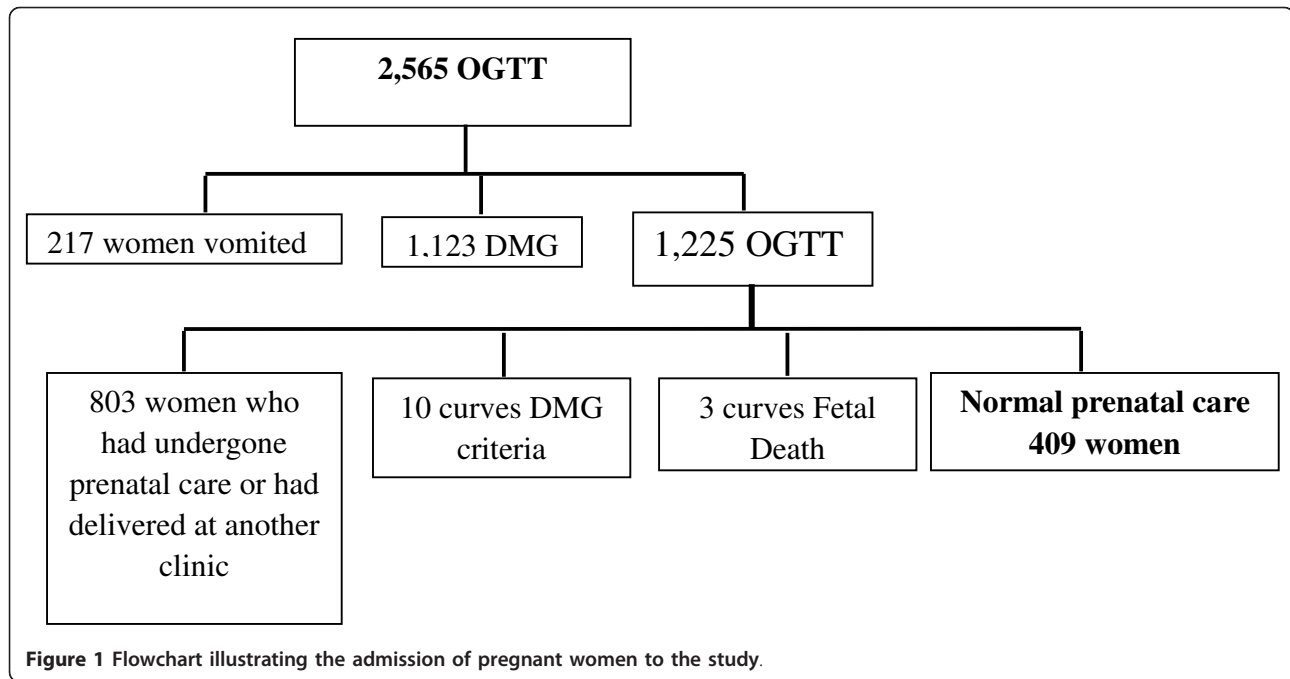 2,565 OGTT
217 women vomited
1,123 DMG
1,225 OGTT
803 women who
had undergone
prenatal care or had
delivered at another
clinic
10 curves DMG
criteria
3 curves Fetal
Death
Normal prenatal care
409 women
Figure 1 Flowchart illustrating the admission of pregnant women to the study.